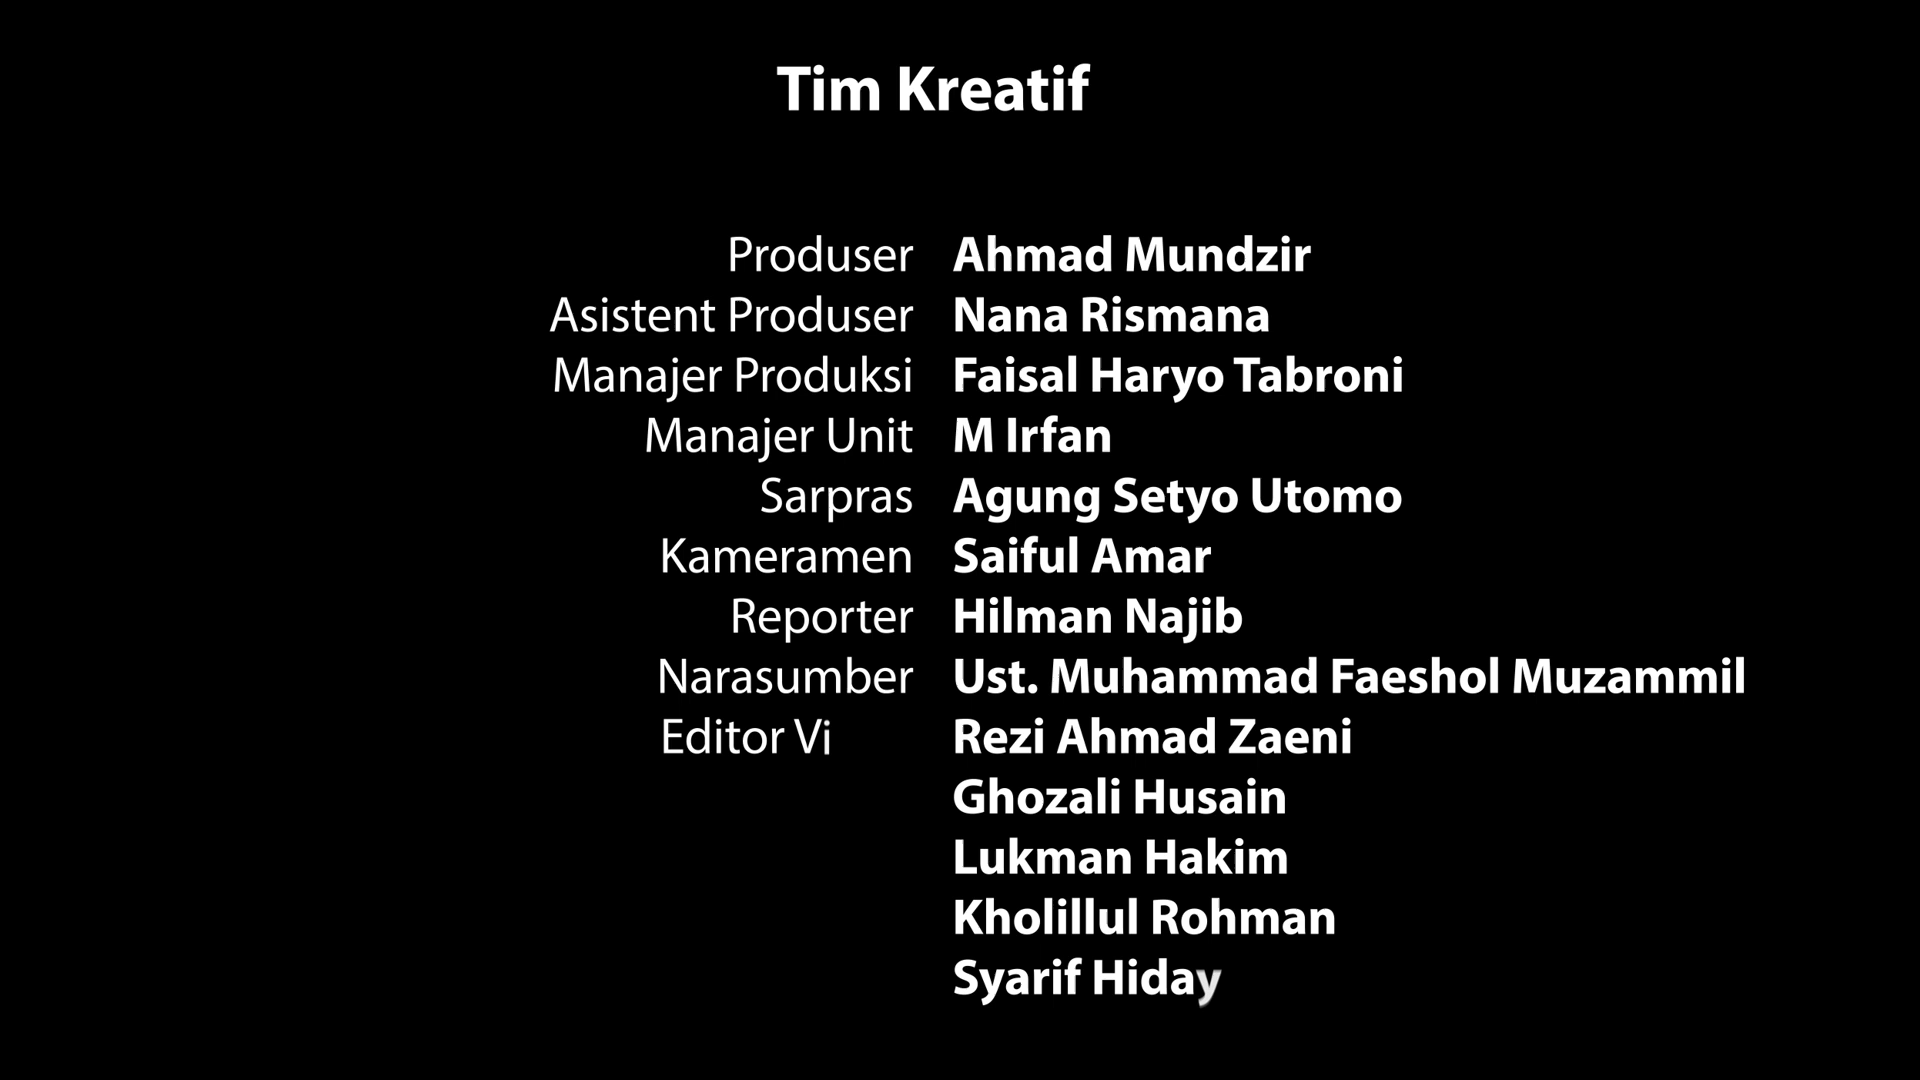 Tim Kreatif
Produser Ahmad Mundzir
Asistent Produser Nana Rismana
Manajer Produksi Faisal Haryo Tabroni
Manajer Unit M Irfan
Sarpras Agung Setyo Utomo
Kameramen Saiful Amar
Reporter Hilman Najib
Narasumber Ust. Muhammad Faeshol Muzammil
Editor Vi Rezi Ahmad Zaeni
Ghozali Husain
Lukman Hakim
Kholillul Rohman
Syarif Hiday